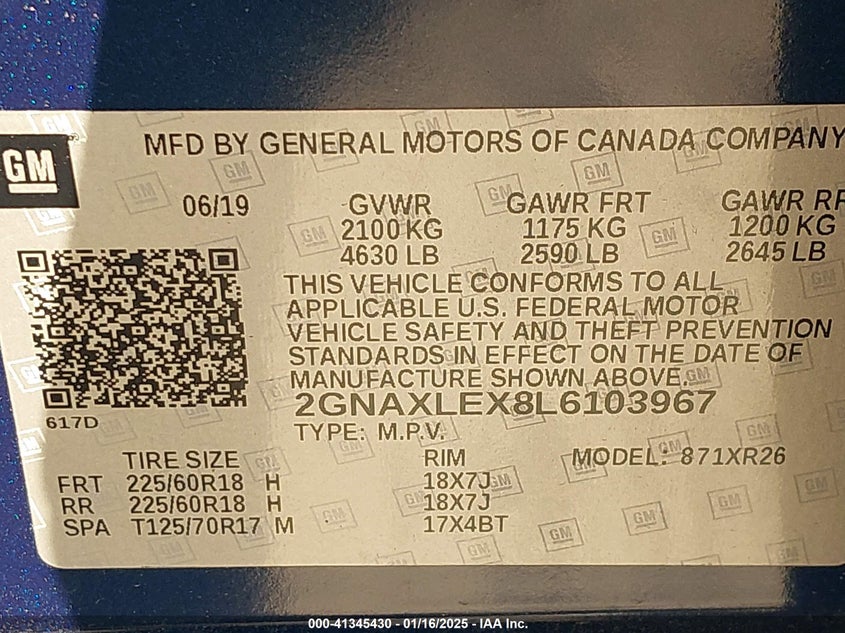 MFD BY GENERAL MOTORS OF CANADA COMPANY
GM
06/19 GVWR GAWR FRT GAWR RR
2100 KG 1175 KG 1200 KG
4630 LB 2590 LB 2645 LB
THIS VEHICLE CONFORMS TO ALL
APPLICABLE U.S. FEDERAL MOTOR
VEHICLE SAFETY AND THEFT PREVENTION
STANDARDS IN EFFECT ON THE DATE OF
MANUFACTURE SHOWN ABOVE.
2GNAXLEX8L6103967
617D
TYPE: M.P.V.
TIRE SIZE RIM MODEL: 871XR26
FRT 225/60R18 H 18X7J
RR 225/60R18 H 18X7J
SPA T125/70R17 M 17X4BT
000-41345430 - 01/16/2025 - IAA Inc.